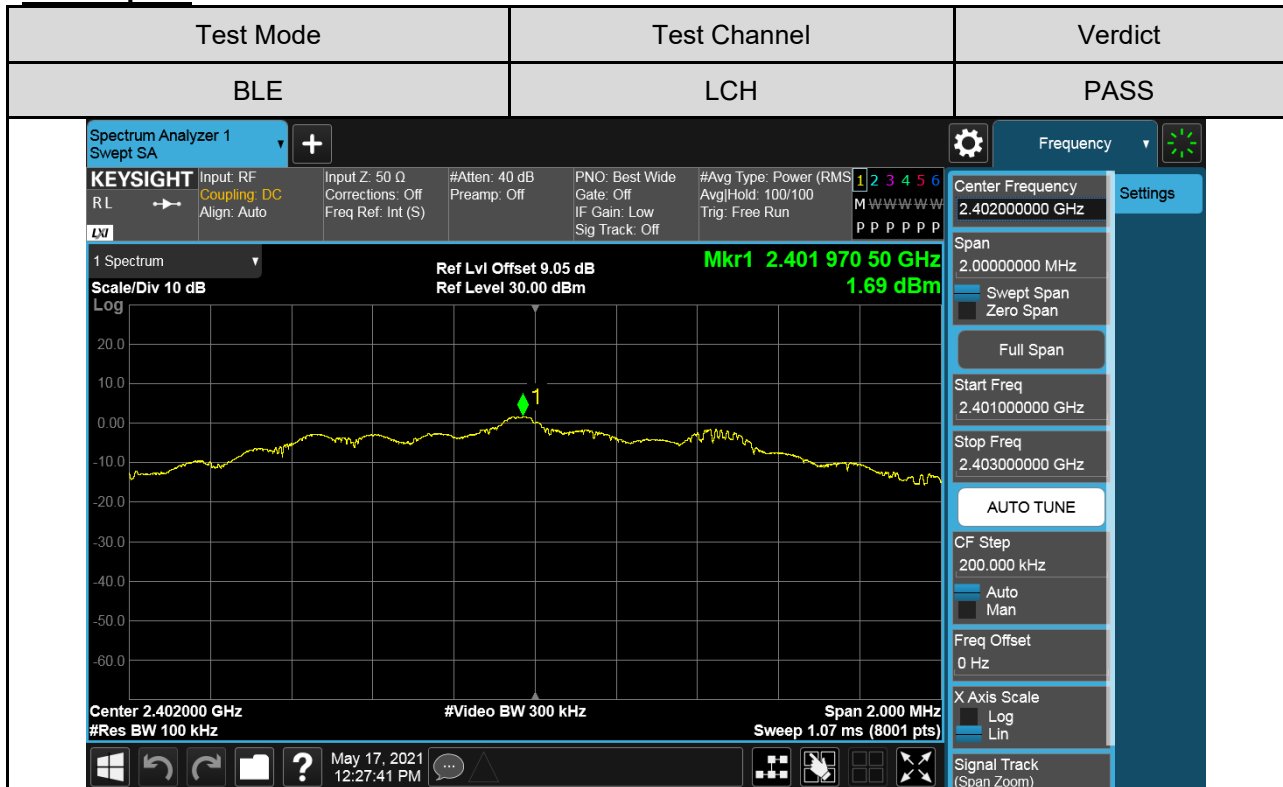 Test Mode Test Channel Verdict
BLE LCH PASS
Spectrum Analyzer 1
Swept SA
Frequency
KEYSIGHT Input: RF Input Z: 50 Ω #Atten: 40 dB PNO: Best Wide #Avg Type: Power (RMS 1 2 3 4 5 6
RL Coupling: DC Corrections: Off Preamp: Off Gate: Off Avg|Hold: 100/100 M W W W W W
Align: Auto Freq Ref: Int (S) IF Gain: Low Trig: Free Run
LXI Sig Track: Off P P P P P P
1 Spectrum
Scale/Div 10 dB
Ref Lvl Offset 9.05 dB
Ref Level 30.00 dBm
Mkr1 2.401 970 50 GHz
1.69 dBm
Log
20.0
10.0
0.00
-10.0
-20.0
-30.0
-40.0
-50.0
-60.0
1
Center 2.402000 GHz #Video BW 300 kHz Span 2.000 MHz
#Res BW 100 kHz Sweep 1.07 ms (8001 pts)
May 17, 2021
12:27:41 PM
?
Center Frequency
2.402000000 GHz
Settings
Span
2.00000000 MHz
Swept Span
Zero Span
Full Span
Start Freq
2.401000000 GHz
Stop Freq
2.403000000 GHz
AUTO TUNE
CF Step
200.000 kHz
Auto
Man
Freq Offset
0 Hz
X Axis Scale
Log
Lin
Signal Track
(Span Zoom)